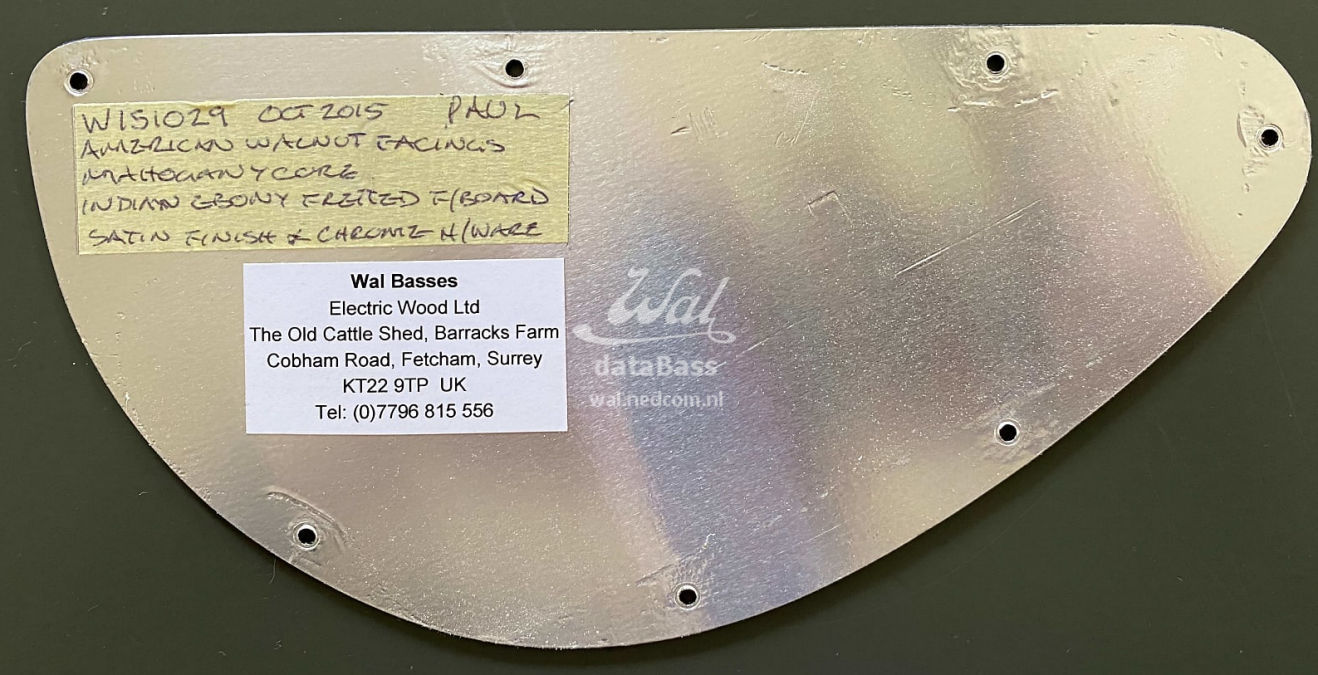 W151029 OCT 2015 PAUL
AMERICAN WALNUT FACINGS
MAHOGANY CORE
INDIAN EBONY FRETTED F/BOARD
SATIN FINISH & CHROME H/WARE
Wal Basses
Electric Wood Ltd
The Old Cattle Shed, Barracks Farm
Cobham Road, Fetcham, Surrey
KT22 9TP UK
Tel: (0)7796 815 556
Wal
dataBass
wal.nedcom.nl